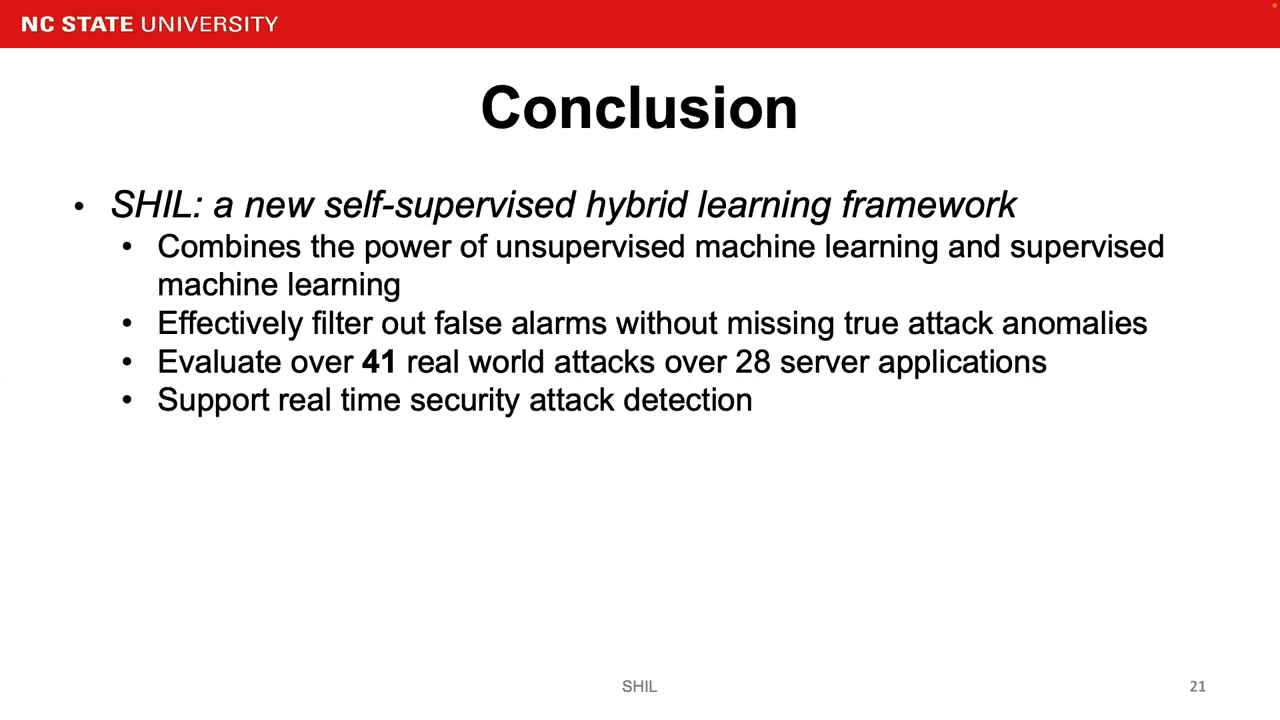 NC STATE UNIVERSITY
Conclusion
• SHIL: a new self-supervised hybrid learning framework
• Combines the power of unsupervised machine learning and supervised
machine learning
• Effectively filter out false alarms without missing true attack anomalies
• Evaluate over 41 real world attacks over 28 server applications
• Support real time security attack detection
SHIL
21